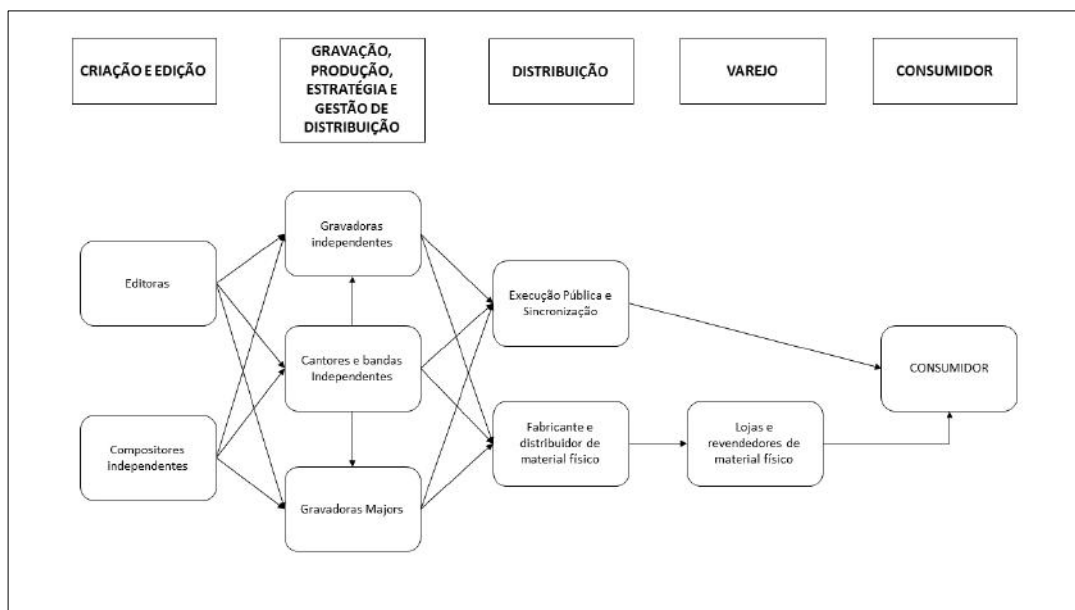 CRIAÇÃO E EDIÇÃO
GRAVAÇÃO,
PRODUÇÃO,
ESTRATÉGIA E
GESTÃO DE
DISTRIBUIÇÃO
DISTRIBUIÇÃO
VAREJO
CONSUMIDOR
Editoras
Compositores
independentes
Gravadoras
independentes
Cantores e bandas
Independentes
Gravadoras Majors
Execução Pública e
Sincronização
Fabricante e
distribuidor de
material físico
Lojas e
revendedores de
material físico
CONSUMIDOR